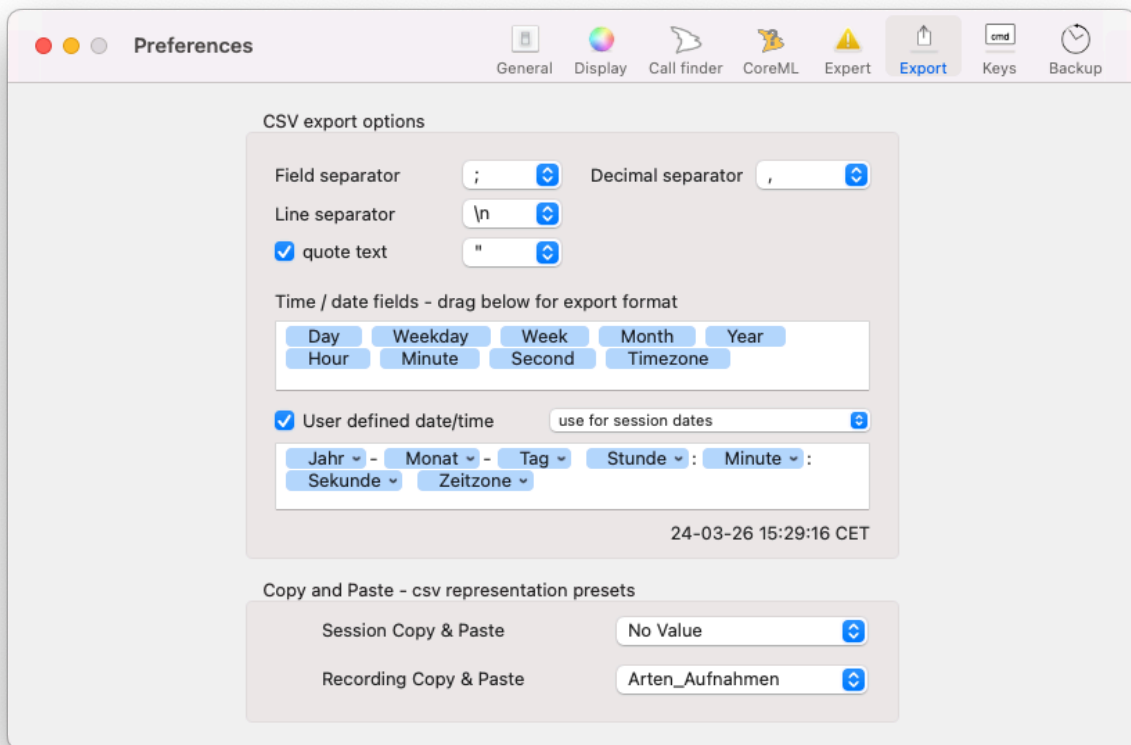 Preferences
cmd
General Display Call finder CoreML Expert Export Keys Backup
CSV export options
Field separator ; Decimal separator ,
Line separator \n
quote text "
Time / date fields - drag below for export format
Day Weekday Week Month Year
Hour Minute Second Timezone
User defined date/time use for session dates
Jahr - Monat - Tag Stunde : Minute :
Sekunde Zeitzone
24-03-26 15:29:16 CET
Copy and Paste - csv representation presets
Session Copy & Paste No Value
Recording Copy & Paste Arten_Aufnahmen